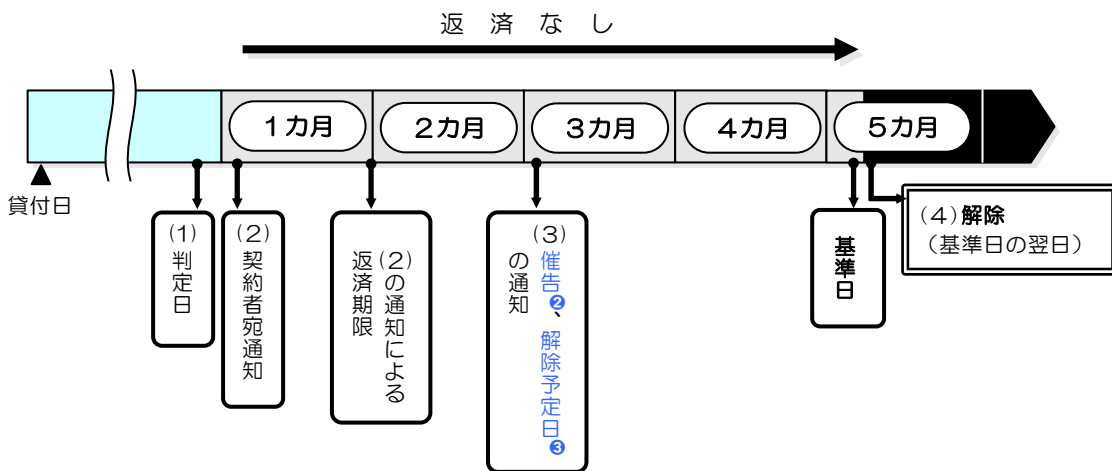 返済なし
1カ月
2カ月
3カ月
4カ月
5カ月
貸付日
(1)
判定日
(2)
契約者宛通知
(2)の通知による
返済期限
(3)
催告❷、解除予定日❸
の通知
基準日
(4)解除
(基準日の翌日)